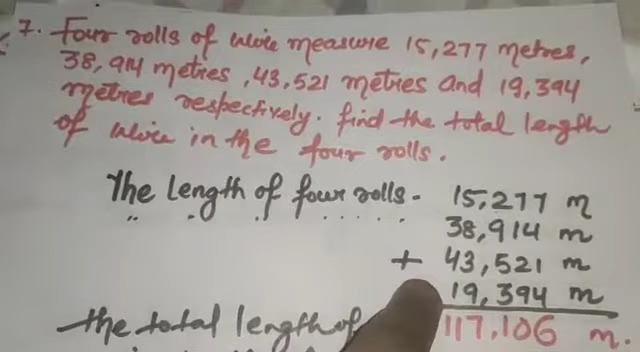 7. Four rolls of wire measure 15,277 metres,
38,914 metres, 43,521 metres and 19,394
metres respectively. find the total length
of wire in the four rolls.
The Length of four rolls - 15,277 m
" " " " " 38,914 m
+ 43,521 m
19,394 m
the total length of 117,106 m.